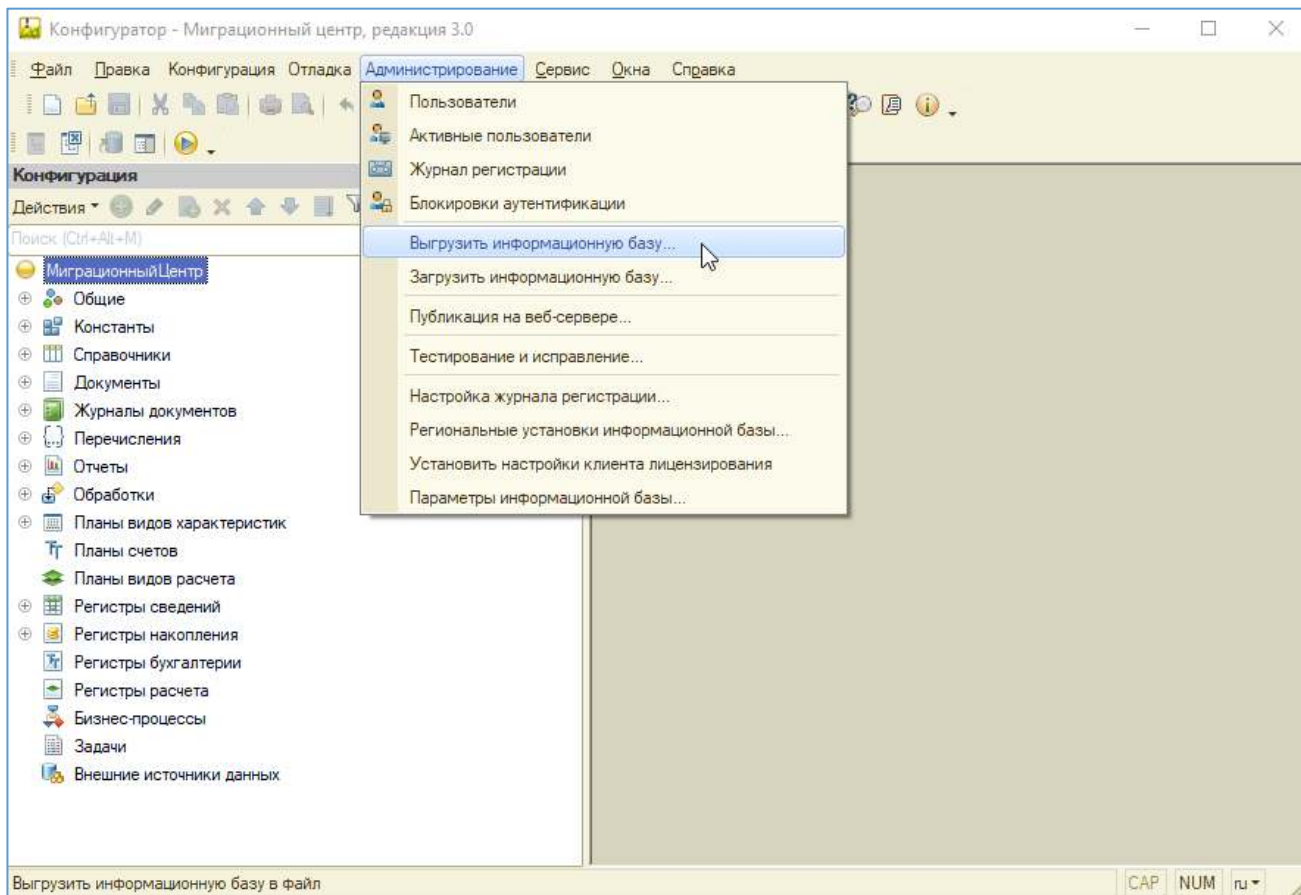 Конфигуратор - Миграционный центр, редакция 3.0
Файл Правка Конфигурация Отладка Администрирование Сервис Окна Справка
Пользователи
Активные пользователи
Журнал регистрации
Блокировки аутентификации
Выгрузить информационную базу...
Загрузить информационную базу...
Публикация на веб-сервере...
Тестирование и исправление...
Настройка журнала регистрации...
Региональные установки информационной базы...
Установить настройки клиента лицензирования
Параметры информационной базы...
Конфигурация
Действия
Поиск (Ctrl+Alt+M)
МиграционныйЦентр
Общие
Константы
Справочники
Документы
Журналы документов
Перечисления
Отчеты
Обработки
Планы видов характеристик
Планы счетов
Планы видов расчета
Регистры сведений
Регистры накопления
Регистры бухгалтерии
Регистры расчета
Бизнес-процессы
Задачи
Внешние источники данных
Выгрузить информационную базу в файл CAP NUM ru